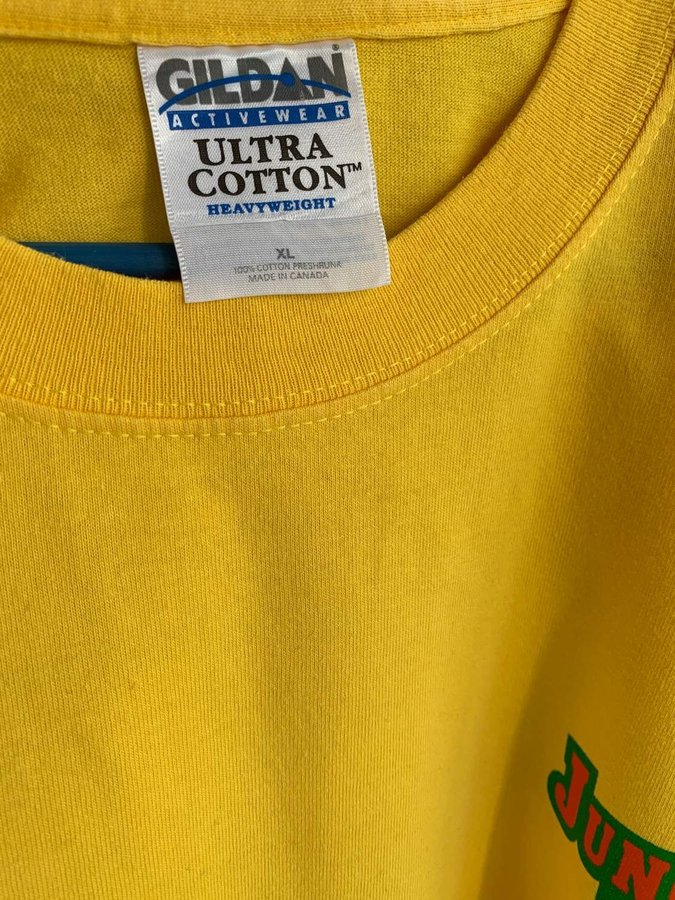 GILDAN
ACTIVEWEAR
ULTRA
COTTON™
HEAVYWEIGHT
XL
100% COTTON PRESHRUNK
MADE IN CANADA
JUN